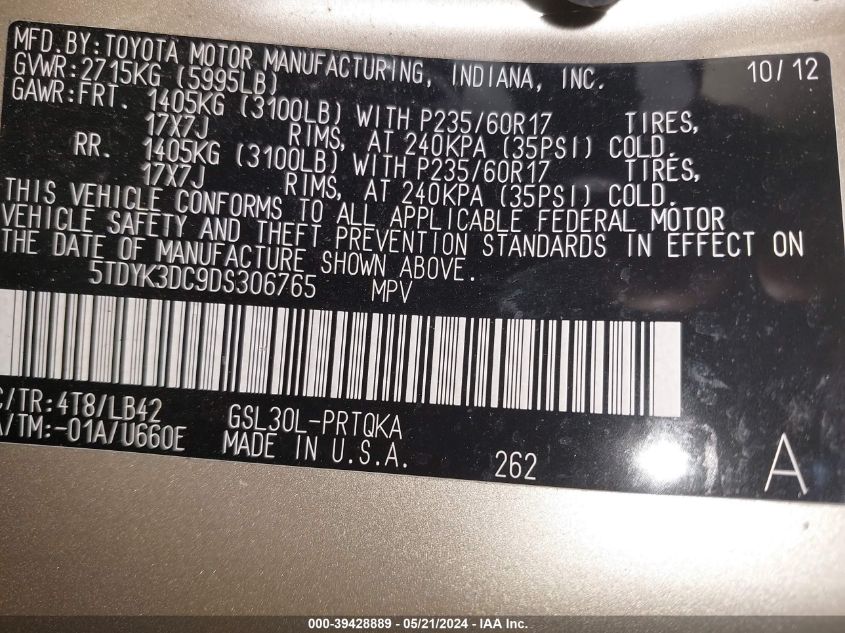 MFD.BY:TOYOTA MOTOR MANUFACTURING, INDIANA, INC. 10/12
GVWR:2715KG (5995LB)
GAWR:FRT. 1405KG (3100LB) WITH P235/60R17 TIRES,
17X7J RIMS, AT 240KPA (35PSI) COLD.
RR. 1405KG (3100LB) WITH P235/60R17 TIRES,
17X7J RIMS, AT 240KPA (35PSI) COLD.
THIS VEHICLE CONFORMS TO ALL APPLICABLE FEDERAL MOTOR
VEHICLE SAFETY AND THEFT PREVENTION STANDARDS IN EFFECT ON
THE DATE OF MANUFACTURE SHOWN ABOVE.
5TDYK3DC9DS306765 MPV
C/TR:4T8/LB42 GSL30L-PRTQKA
A/TM:-01A/U660E MADE IN U.S.A. 262 A
000-39428889 — 05/21/2024 — IAA Inc.